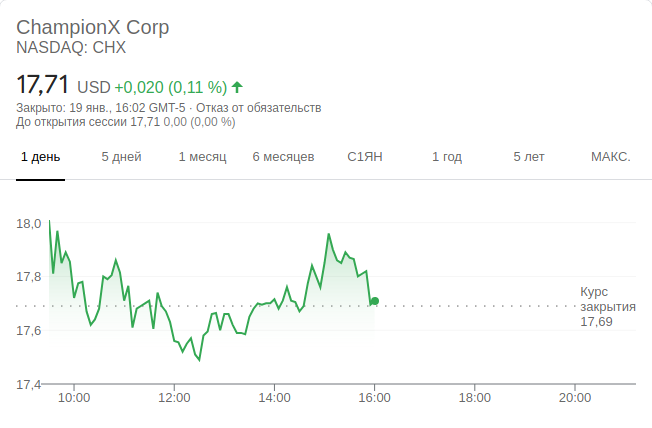 ChampionX Corp
NASDAQ: CHX
17,71 USD +0,020 (0,11 %)
Закрыто: 19 янв., 16:02 GMT-5 · Отказ от обязательств
До открытия сессии 17,71 0,00 (0,00 %)
1 день 5 дней 1 месяц 6 месяцев С1ЯН 1 год 5 лет МАКС.
18,0
17,8
Курс
закрытия
17,69
17,6
17,4
10:00 12:00 14:00 16:00 18:00 20:00